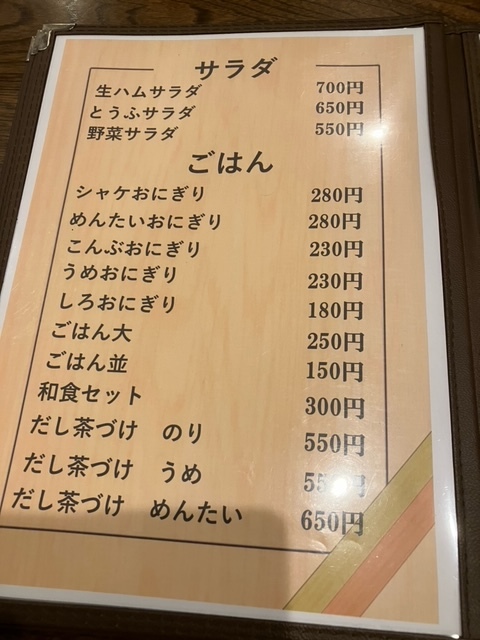 サラダ
生ハムサラダ 700円
とうふサラダ 650円
野菜サラダ 550円
ごはん
シャケおにぎり 280円
めんたいおにぎり 280円
こんぶおにぎり 230円
うめおにぎり 230円
しろおにぎり 180円
ごはん大 250円
ごはん並 150円
和食セット 300円
だし茶づけ のり 550円
だし茶づけ うめ
だし茶づけ めんたい 650円